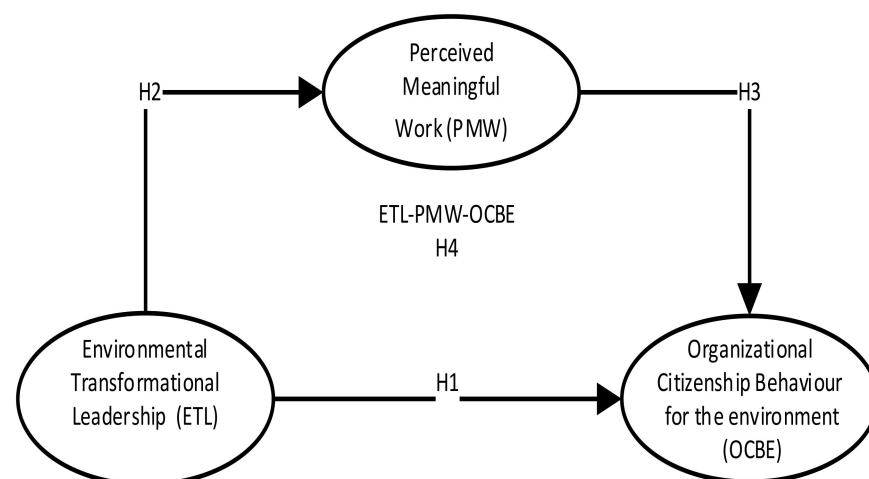 Perceived
Meaningful
Work (PMW)
H2
H3
ETL-PMW-OCBE
H4
Environmental
Transformational
Leadership (ETL)
H1
Organizational
Citizenship Behaviour
for the environment
(OCBE)